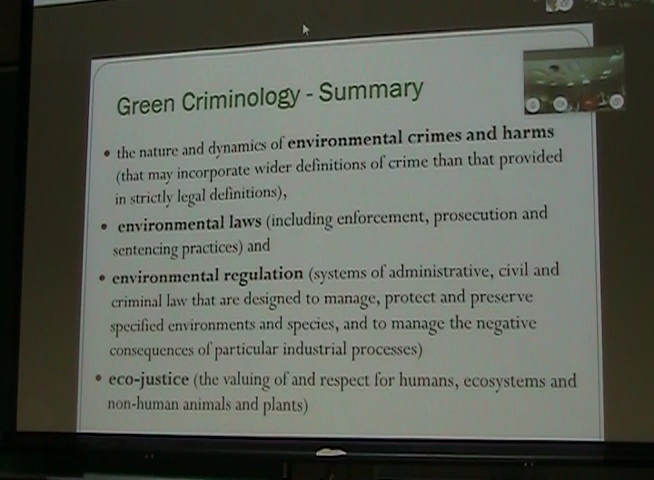 Green Criminology - Summary
• the nature and dynamics of environmental crimes and harms
(that may incorporate wider definitions of crime than that provided
in strictly legal definitions),
• environmental laws (including enforcement, prosecution and
sentencing practices) and
• environmental regulation (systems of administrative, civil and
criminal law that are designed to manage, protect and preserve
specified environments and species, and to manage the negative
consequences of particular industrial processes)
• eco-justice (the valuing of and respect for humans, ecosystems and
non-human animals and plants)